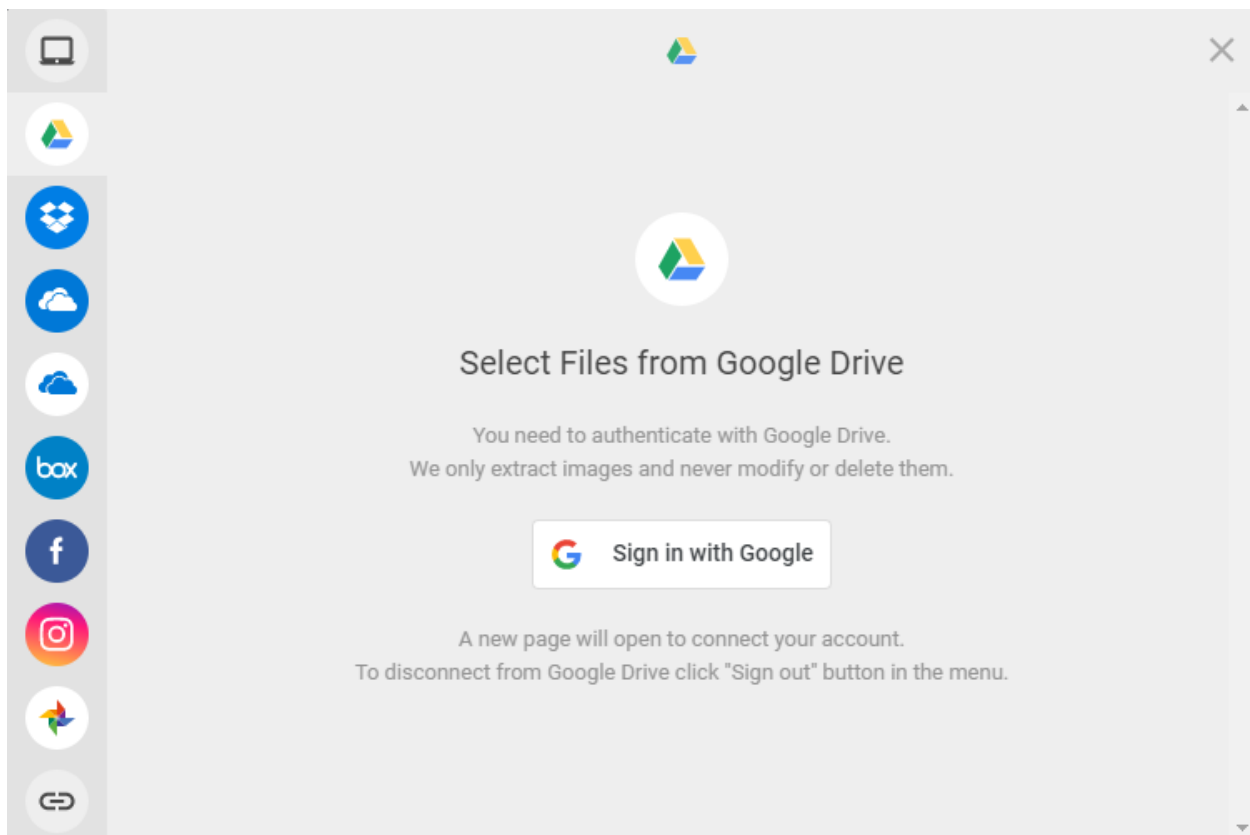 Select Files from Google Drive
You need to authenticate with Google Drive.
We only extract images and never modify or delete them.
box
f
Sign in with Google
A new page will open to connect your account.
To disconnect from Google Drive click "Sign out" button in the menu.